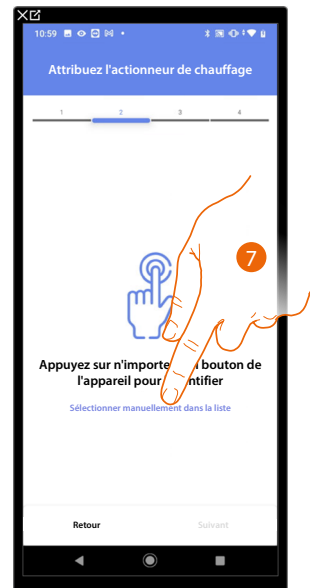 10:59
Attribuez l'actionneur de chauffage
1 2 3 4
7
Appuyez sur n'importe bouton de
l'appareil pour ntifier
Sélectionner manuellement dans la liste
Retour Suivant